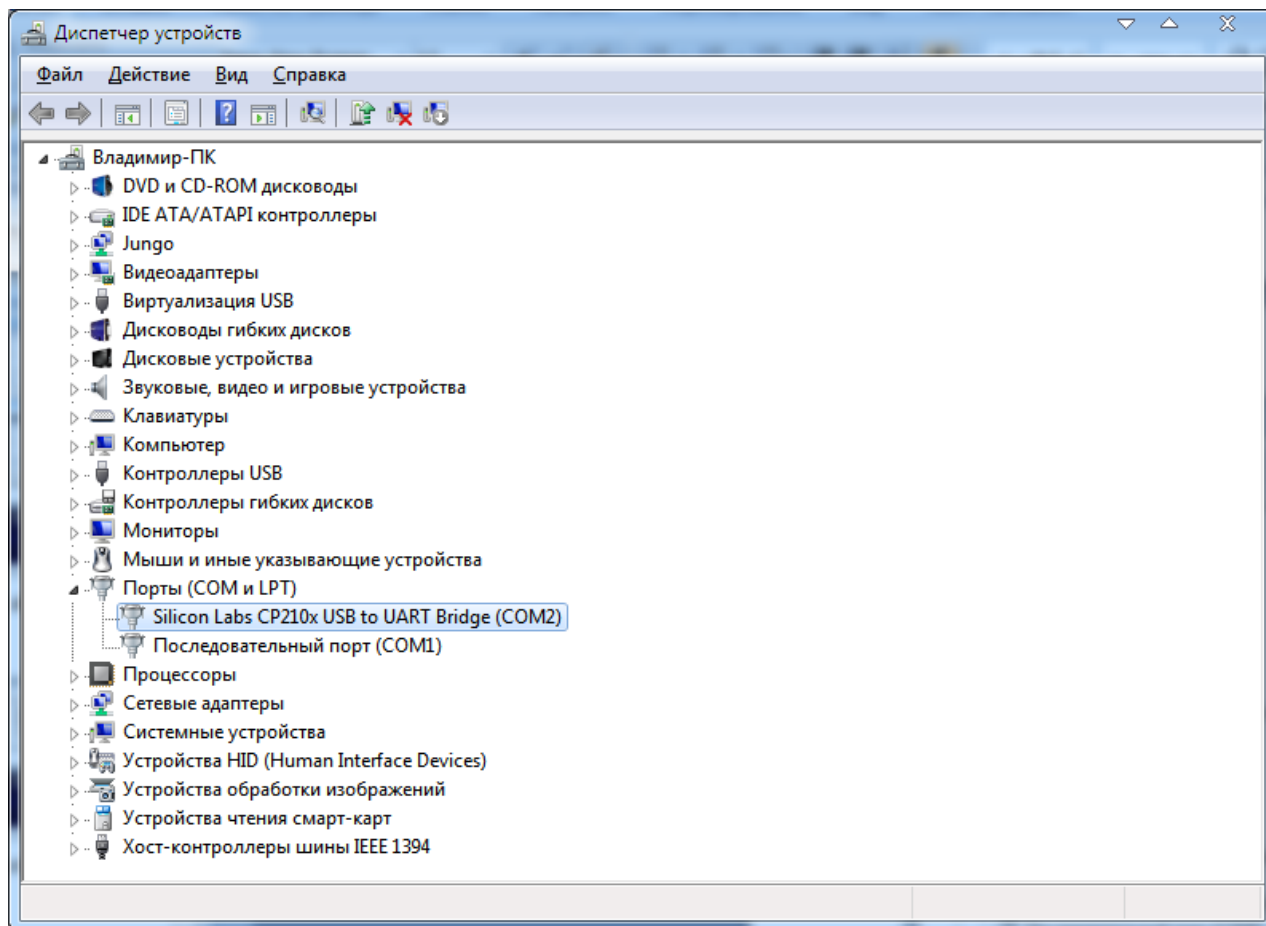 Диспетчер устройств
Файл Действие Вид Справка
Владимир-ПК
DVD и CD-ROM дисководы
IDE ATA/ATAPI контроллеры
Jungo
Видеоадаптеры
Виртуализация USB
Дисководы гибких дисков
Дисковые устройства
Звуковые, видео и игровые устройства
Клавиатуры
Компьютер
Контроллеры USB
Контроллеры гибких дисков
Мониторы
Мыши и иные указывающие устройства
Порты (COM и LPT)
Silicon Labs CP210x USB to UART Bridge (COM2)
Последовательный порт (COM1)
Процессоры
Сетевые адаптеры
Системные устройства
Устройства HID (Human Interface Devices)
Устройства обработки изображений
Устройства чтения смарт-карт
Хост-контроллеры шины IEEE 1394